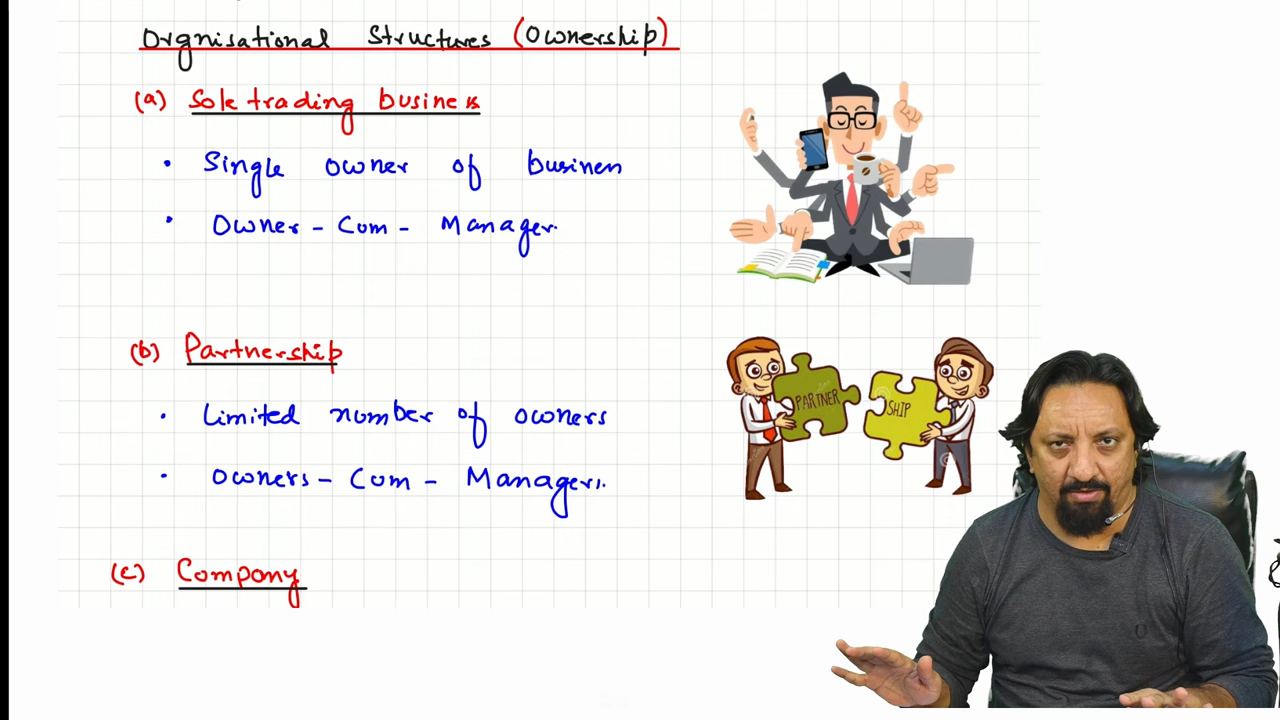 Orgnisational Structures (Ownership)
(a) Sole trading business
• Single owner of business
• Owner - Cum - Manager.
(b) Partnership
• Limited number of owners
• Owners - Cum - Managers.
PARTNER
SHIP
(c) Company